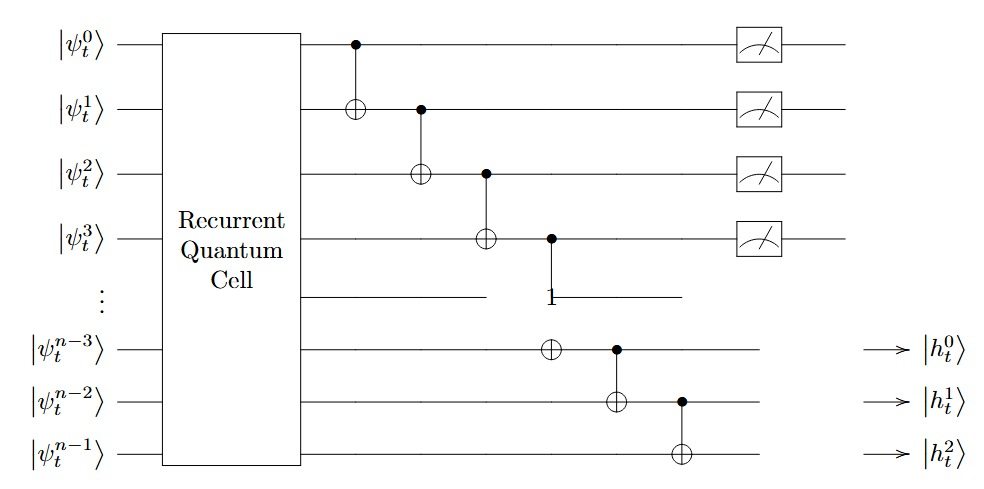 |ψ_t^0⟩
|ψ_t^1⟩
|ψ_t^2⟩
|ψ_t^3⟩
Recurrent
Quantum
Cell
⋮
1
|ψ_t^{n−3}⟩ |h_t^0⟩
|ψ_t^{n−2}⟩ |h_t^1⟩
|ψ_t^{n−1}⟩ |h_t^2⟩